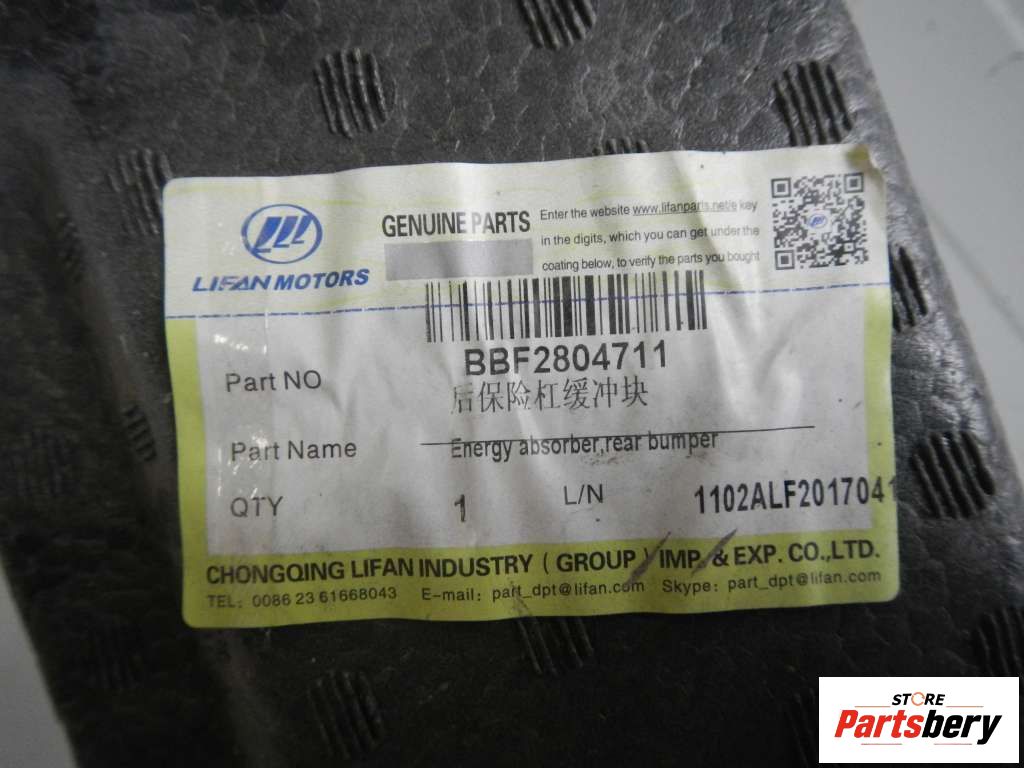 LIFAN MOTORS
GENUINE PARTS
Enter the website www.lifanparts.net/e key
in the digits, which you can get under the
coating below, to verify the parts you bought
Part NO
BBF2804711
后保险杠缓冲块
Part Name
Energy absorber,rear bumper
QTY
1
L/N
1102ALF2017041
CHONGQING LIFAN INDUSTRY ( GROUP ) IMP. & EXP. CO.,LTD.
TEL: 0086 23 61668043 E-mail: part_dpt@lifan.com Skype: part_dpt@lifan.com
STORE
Partsbery